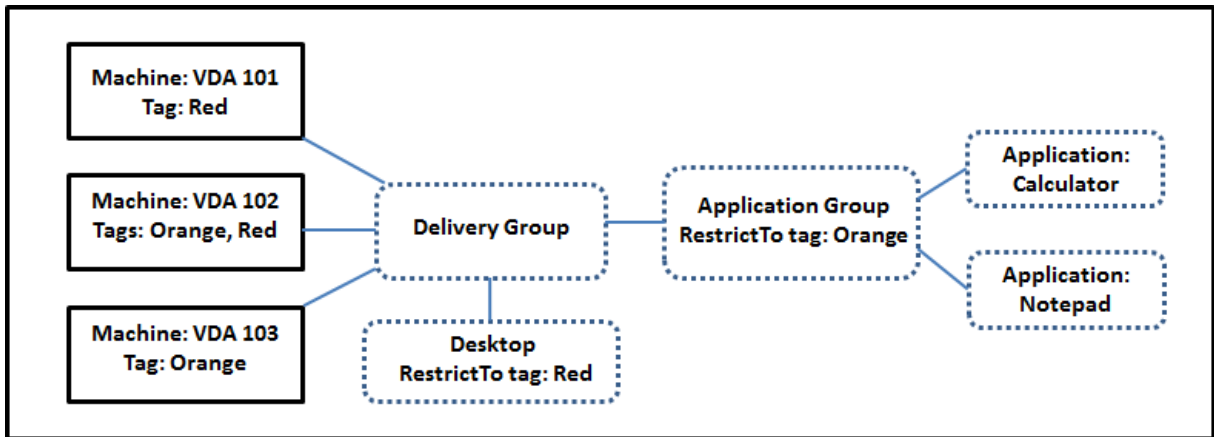 Machine: VDA 101
Tag: Red
Machine: VDA 102
Tags: Orange, Red
Machine: VDA 103
Tag: Orange
Delivery Group
Desktop
RestrictTo tag: Red
Application Group
RestrictTo tag: Orange
Application:
Calculator
Application:
Notepad